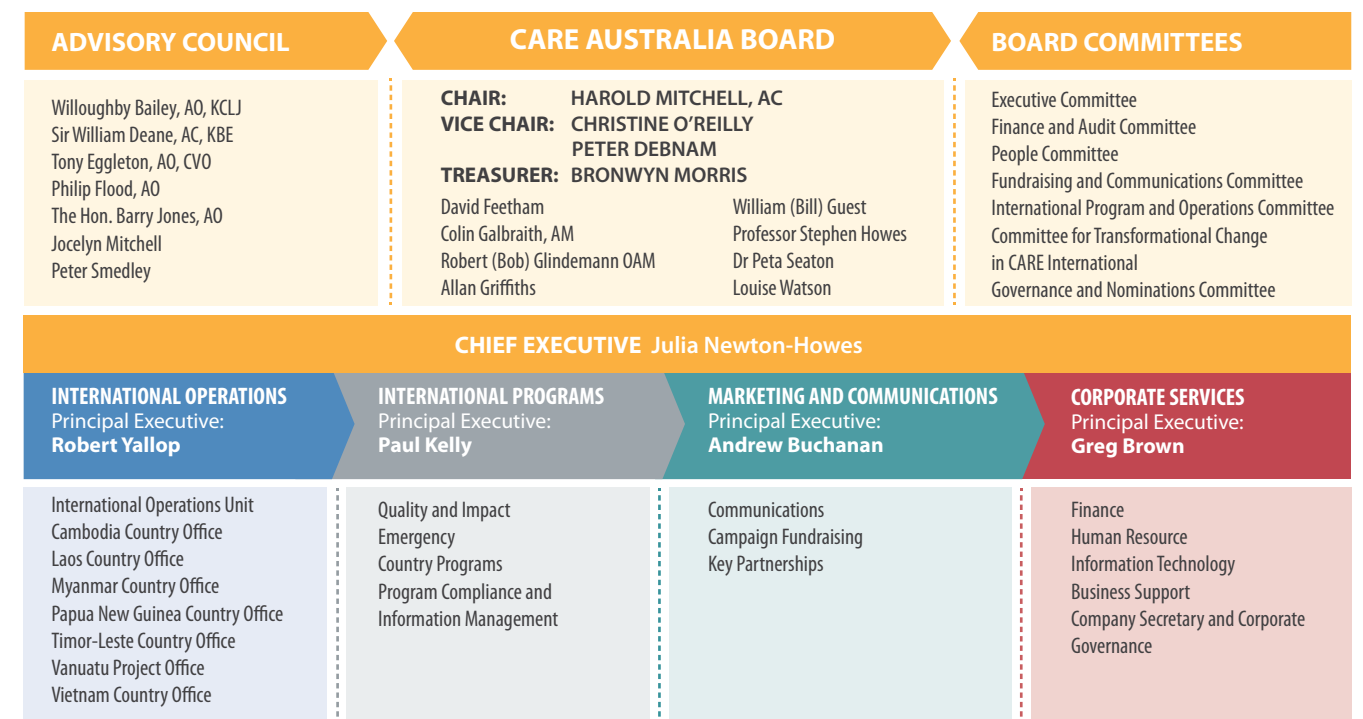 ADVISORY COUNCIL
Willoughby Bailey, AO, KCLJ
Sir William Deane, AC, KBE
Tony Eggleton, AO, CVO
Philip Flood, AO
The Hon. Barry Jones, AO
Jocelyn Mitchell
Peter Smedley
CARE AUSTRALIA BOARD
CHAIR: HAROLD MITCHELL, AC
VICE CHAIR: CHRISTINE O'REILLY
PETER DEBNAM
TREASURER: BRONWYN MORRIS
David Feetham
Colin Galbraith, AM
Robert (Bob) Glindemann OAM
Allan Griffiths
William (Bill) Guest
Professor Stephen Howes
Dr Peta Seaton
Louise Watson
BOARD COMMITTEES
Executive Committee
Finance and Audit Committee
People Committee
Fundraising and Communications Committee
International Program and Operations Committee
Committee for Transformational Change
in CARE International
Governance and Nominations Committee
CHIEF EXECUTIVE Julia Newton-Howes
INTERNATIONAL OPERATIONS
Principal Executive:
Robert Yallop
International Operations Unit
Cambodia Country Office
Laos Country Office
Myanmar Country Office
Papua New Guinea Country Office
Timor-Leste Country Office
Vanuatu Project Office
Vietnam Country Office
INTERNATIONAL PROGRAMS
Principal Executive:
Paul Kelly
Quality and Impact
Emergency
Country Programs
Program Compliance and
Information Management
MARKETING AND COMMUNICATIONS
Principal Executive:
Andrew Buchanan
Communications
Campaign Fundraising
Key Partnerships
CORPORATE SERVICES
Principal Executive:
Greg Brown
Finance
Human Resource
Information Technology
Business Support
Company Secretary and Corporate
Governance